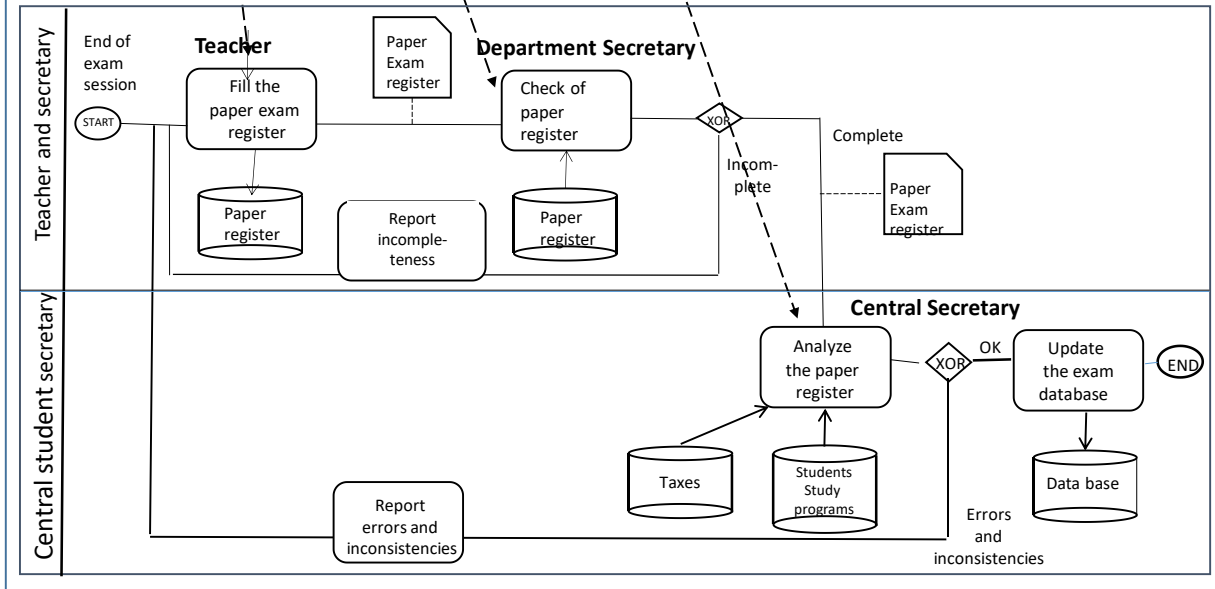 Teacher and secretary
End of
exam
session
START
Teacher
Fill the
paper exam
register
Paper
register
Paper
Exam
register
Department Secretary
Check of
paper
register
Paper
register
Report
incomple-
teness
XOR
Incom-
plete
Complete
Paper
Exam
register
Central student secretary
Central Secretary
Analyze
the paper
register
XOR
OK
Update
the exam
database
END
Taxes
Students
Study
programs
Data base
Report
errors and
inconsistencies
Errors
and
inconsistencies